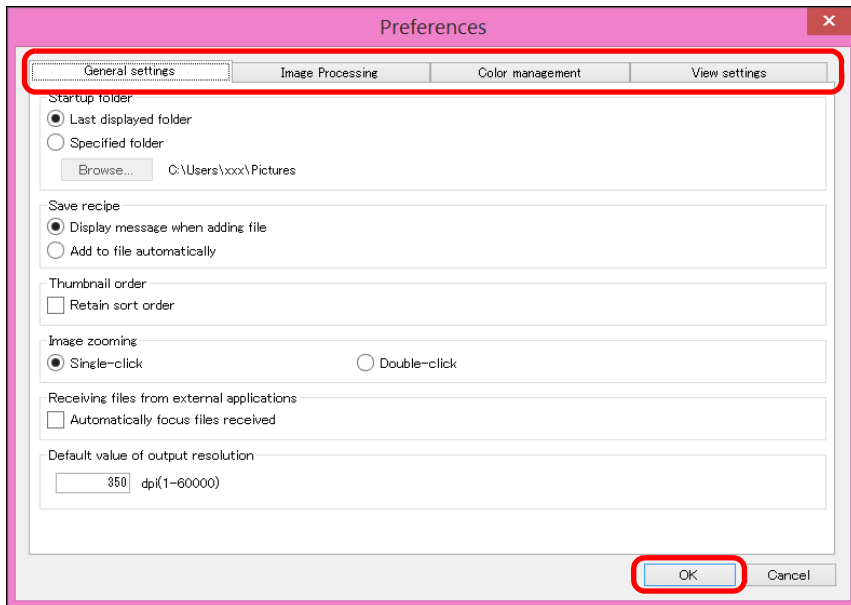 Preferences
General settings Image Processing Color management View settings
Startup folder
Last displayed folder
Specified folder
Browse... C:\Users\xxx\Pictures
Save recipe
Display message when adding file
Add to file automatically
Thumbnail order
Retain sort order
Image zooming
Single-click Double-click
Receiving files from external applications
Automatically focus files received
Default value of output resolution
350 dpi(1-60000)
OK Cancel